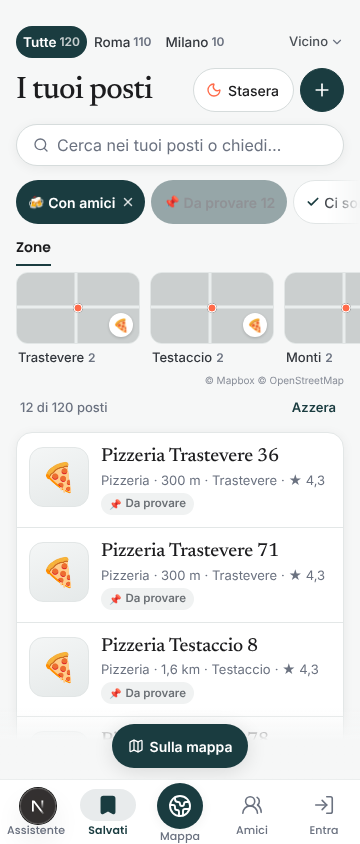 Tutte 120 Roma 110 Milano 10 Vicino
I tuoi posti
Stasera
Cerca nei tuoi posti o chiedi...
Con amici
Da provare 12
Ci so
Zone
Trastevere 2
Testaccio 2
Monti 2
© Mapbox © OpenStreetMap
12 di 120 posti
Azzera
Pizzeria Trastevere 36
Pizzeria · 300 m · Trastevere · ★ 4,3
Da provare
Pizzeria Trastevere 71
Pizzeria · 300 m · Trastevere · ★ 4,3
Da provare
Pizzeria Testaccio 8
Pizzeria · 1,6 km · Testaccio · ★ 4,3
Da provare
Sulla mappa
N
Assistente
Salvati
Mappa
Amici
Entra